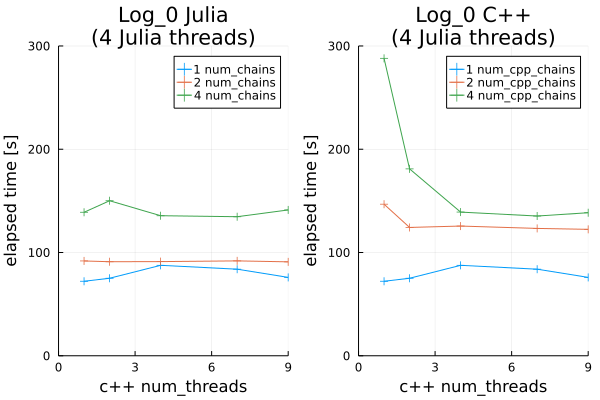 Log_0 Julia
(4 Julia threads)
300
200
100
0
0
3
6
9
elapsed time [s]
c++ num_threads
1 num_chains
2 num_chains
4 num_chains
Log_0 C++
(4 Julia threads)
300
200
100
0
0
3
6
9
elapsed time [s]
c++ num_threads
1 num_cpp_chains
2 num_cpp_chains
4 num_cpp_chains